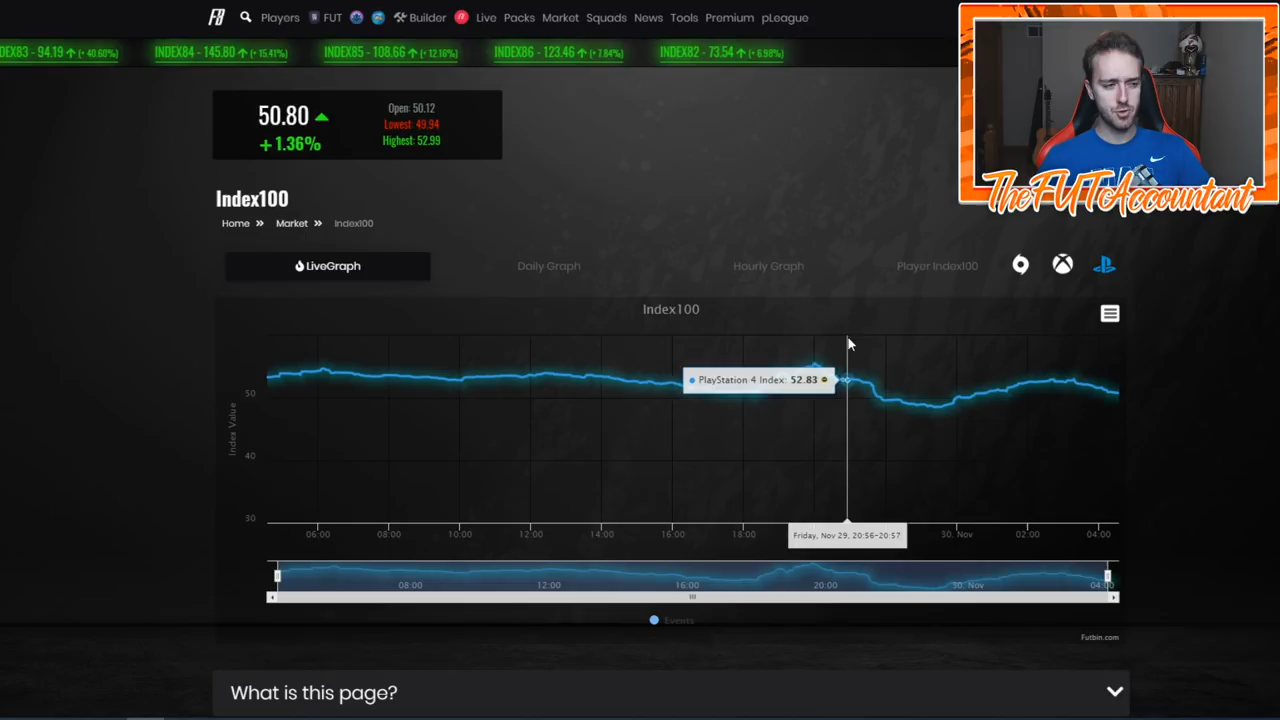 FB Players FUT Builder Live Packs Market Squads News Tools Premium pLeague
DEX83 - 94.19 (+ 40.60%) INDEX84 - 145.80 (+ 15.41%) INDEX85 - 108.66 (+ 12.16%) INDEX86 - 123.46 (+ 7.84%) INDEX82 - 73.54 (+ 6.98%)
50.80
+1.36%
Open: 50.12
Lowest: 49.94
Highest: 52.99
TheFUTAccountant
Index100
Home » Market » Index100
LiveGraph Daily Graph Hourly Graph Player Index100
Index100
PlayStation 4 Index: 52.83
Index Value
50
40
30
06:00 08:00 10:00 12:00 14:00 16:00 18:00 30. Nov 02:00 04:00
Friday, Nov 29, 20:56-20:57
08:00 12:00 16:00 20:00 30. Nov 04:00
Events
Futbin.com
What is this page?